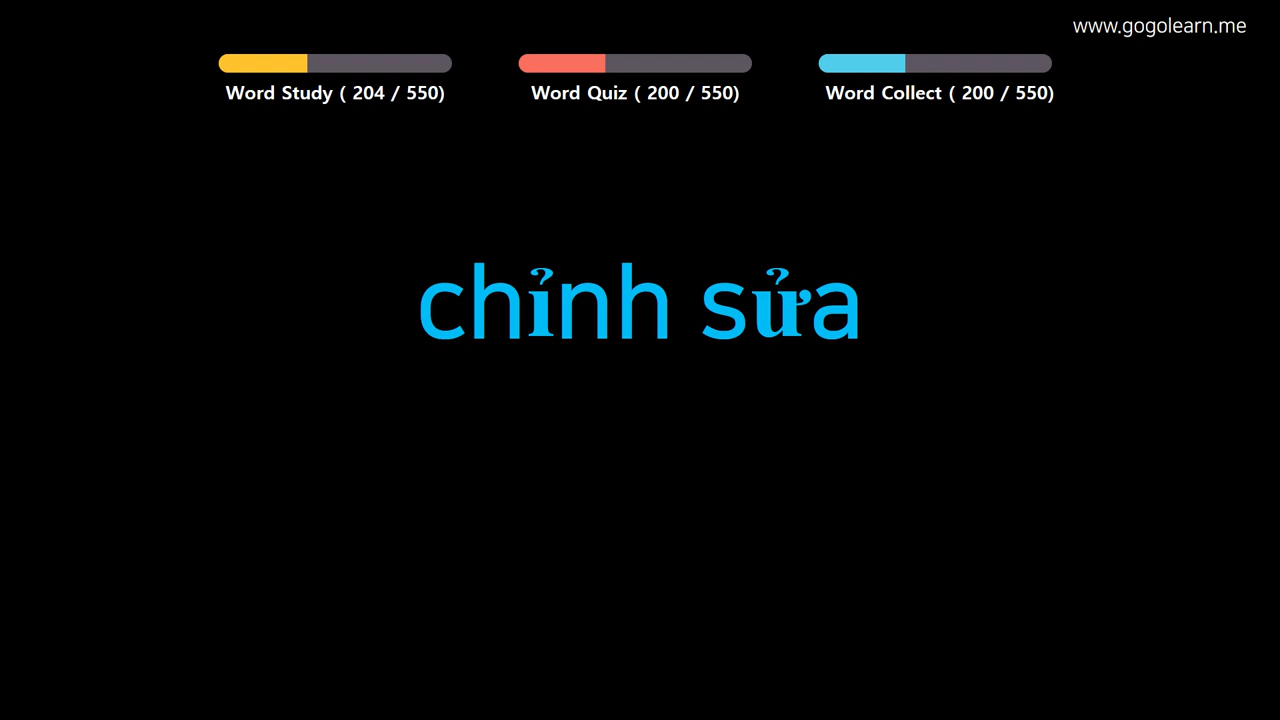 www.gogolearn.me
Word Study ( 204 / 550)
Word Quiz ( 200 / 550)
Word Collect ( 200 / 550)
chỉnh sửa